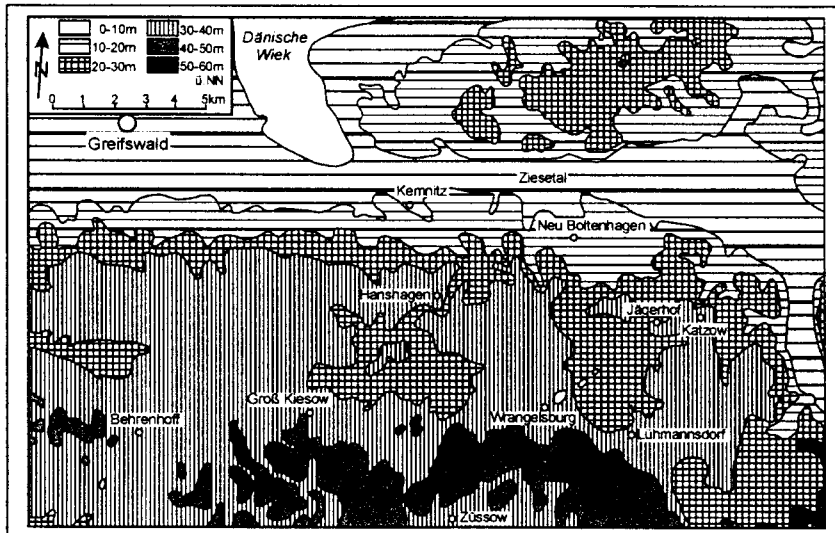 0-10m
10-20m
20-30m
30-40m
40-50m
50-60m
ü NN
N
0 1 2 3 4 5km
Dänische
Wiek
Greifswald
Ziesetal
Kemnitz
Neu Boltenhagen
Hanshagen
Jägerhof
Katzow
Groß Kiesow
Behrenhoff
Wrangelsburg
Lühmannsdorf
Züssow